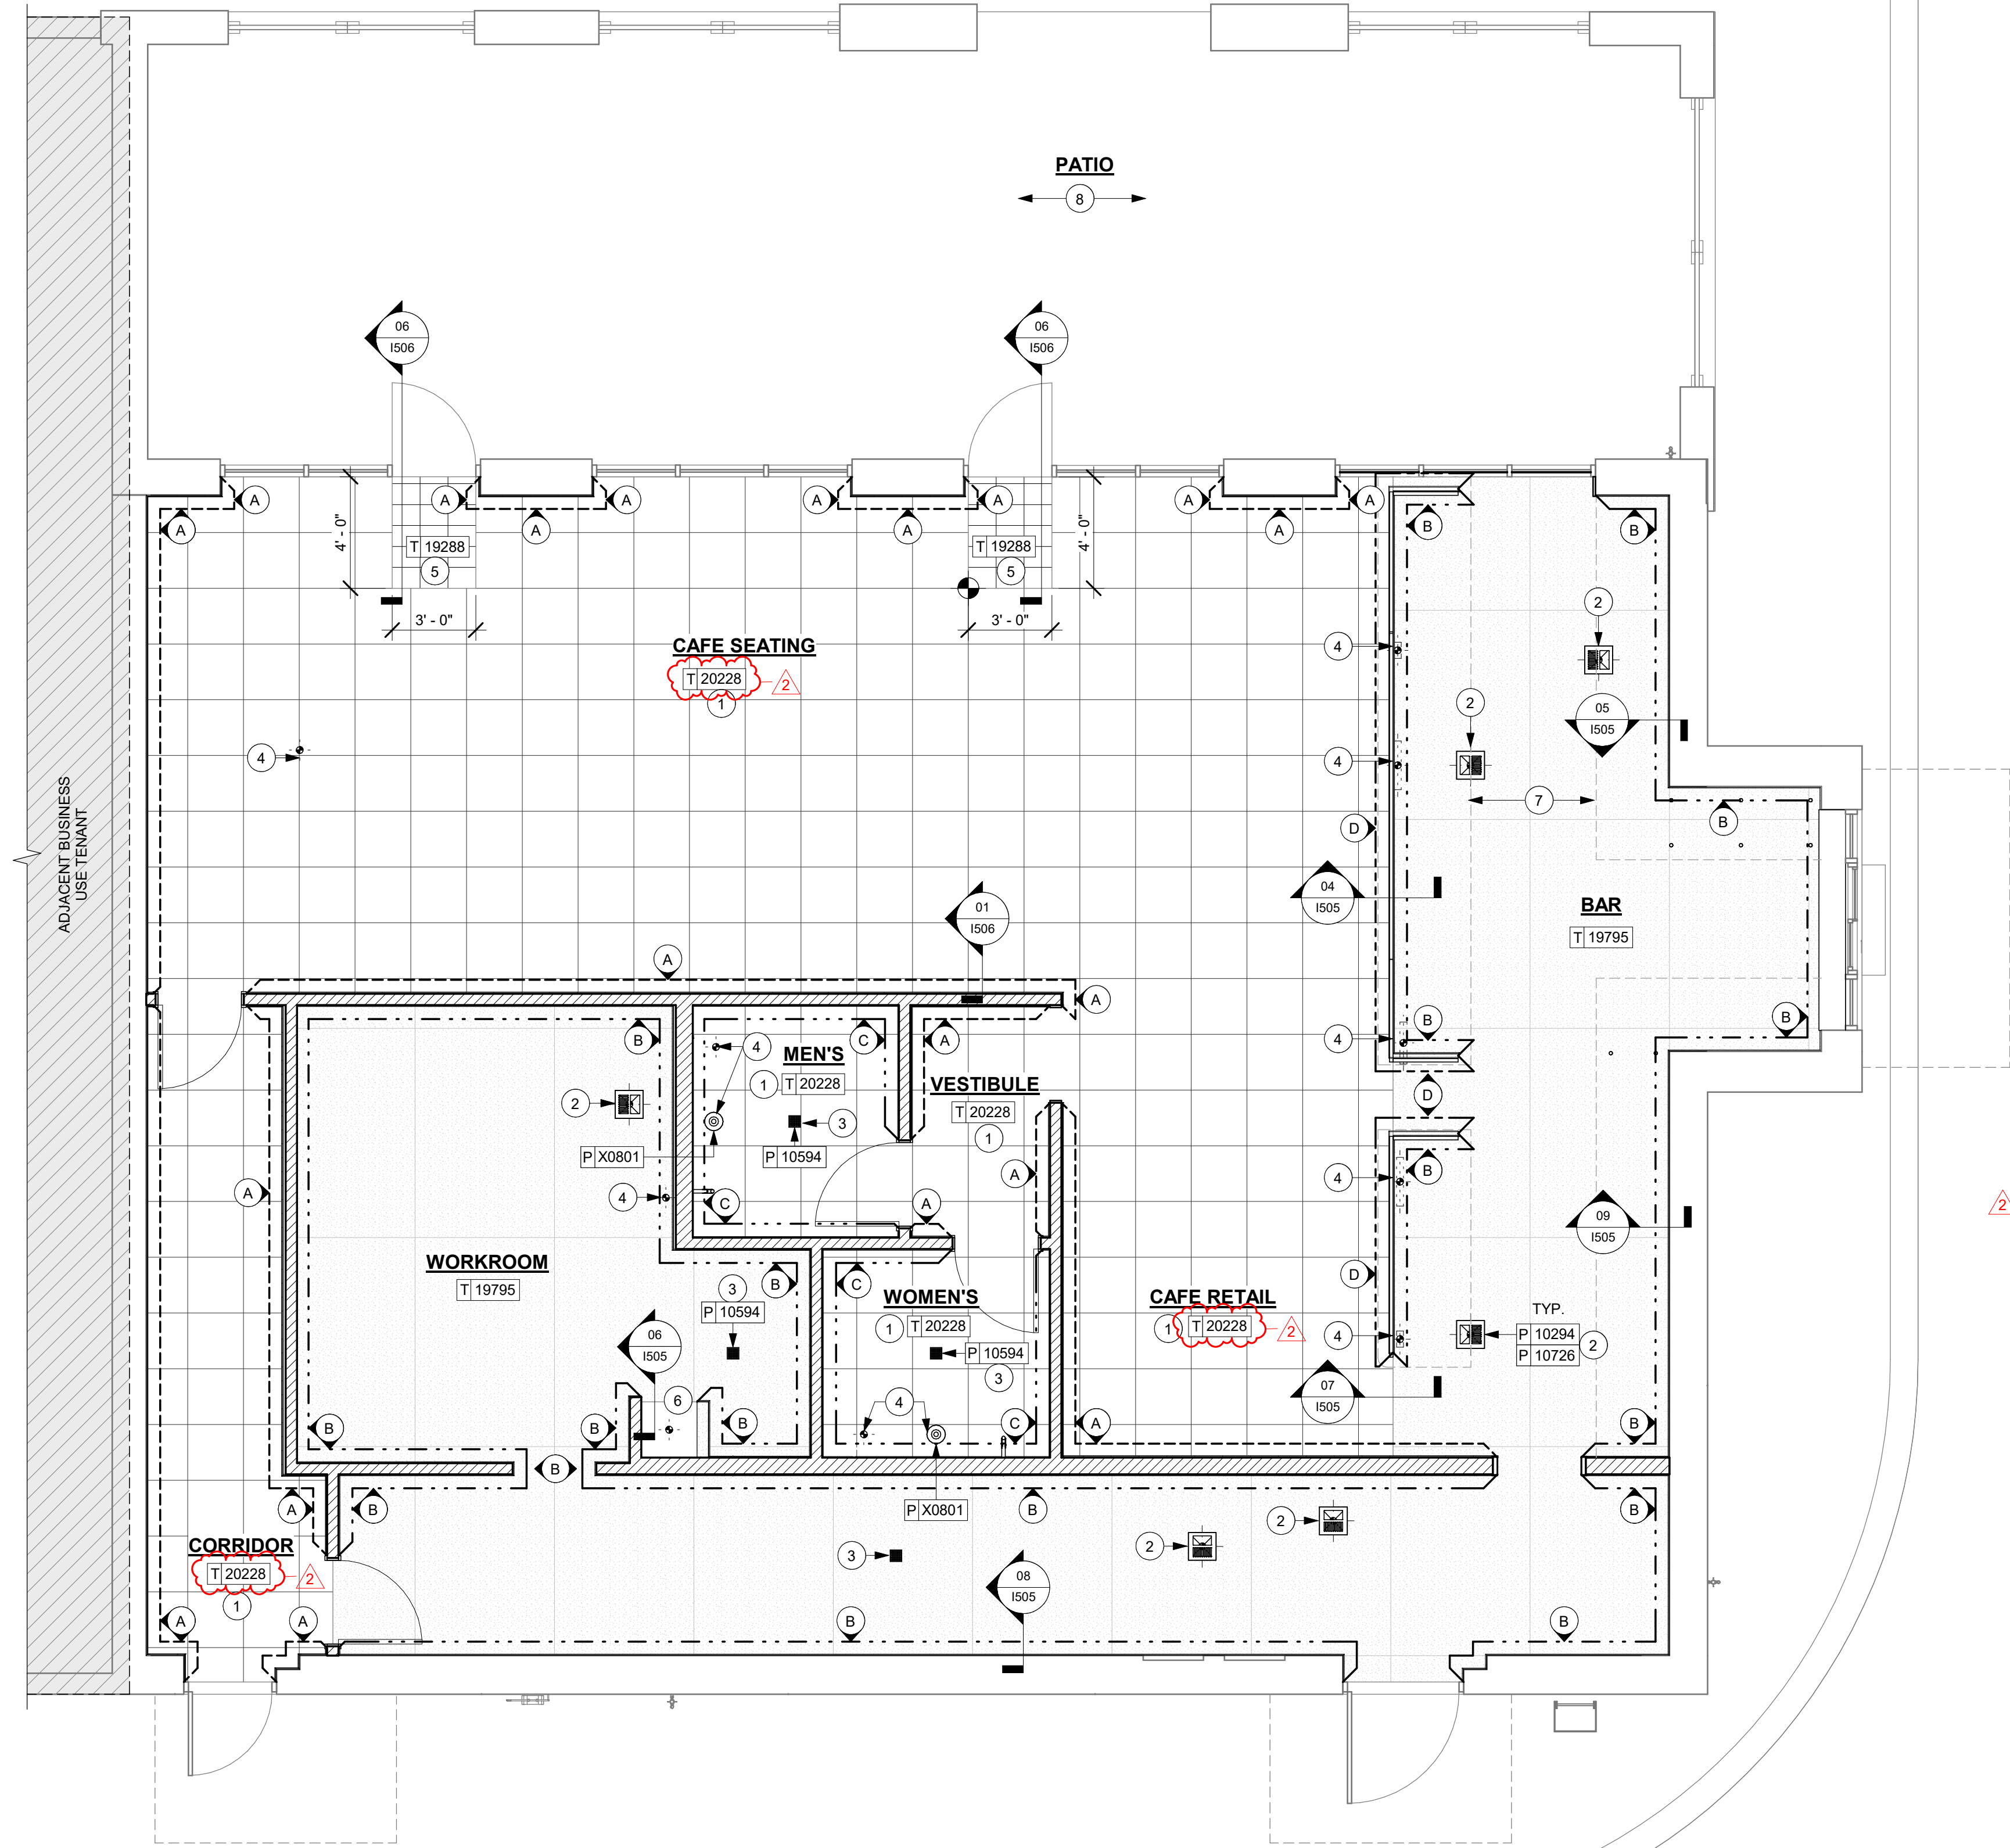 PATIO
8
06
I506
06
I506
A
A
A
A
A
A
A
A
A
A
A
A
B
B
4' - 0"
T 19288
5
T 19288
5
4' - 0"
3' - 0"
3' - 0"
2
CAFE SEATING
T 20228
2
1
4
2
05
I505
4
4
7
B
D
ADJACENT BUSINESS
USE TENANT
04
I505
BAR
T 19795
01
I506
A
A
B
B
B
C
A
4
4
MEN'S
1
T 20228
VESTIBULE
T 20228
1
D
2
3
P X0801
P 10594
B
4
A
A
4
C
A
2
09
I505
WORKROOM
T 19795
B
C
D
3
P 10594
WOMEN'S
1
T 20228
CAFE RETAIL
1
T 20228
2
TYP.
P 10294
P 10726
2
4
06
I505
P 10594
3
07
I505
6
4
B
B
B
C
A
B
B
A
B
P X0801
B
B
2
2
CORRIDOR
T 20228
2
1
3
08
I505
A
A
B
B